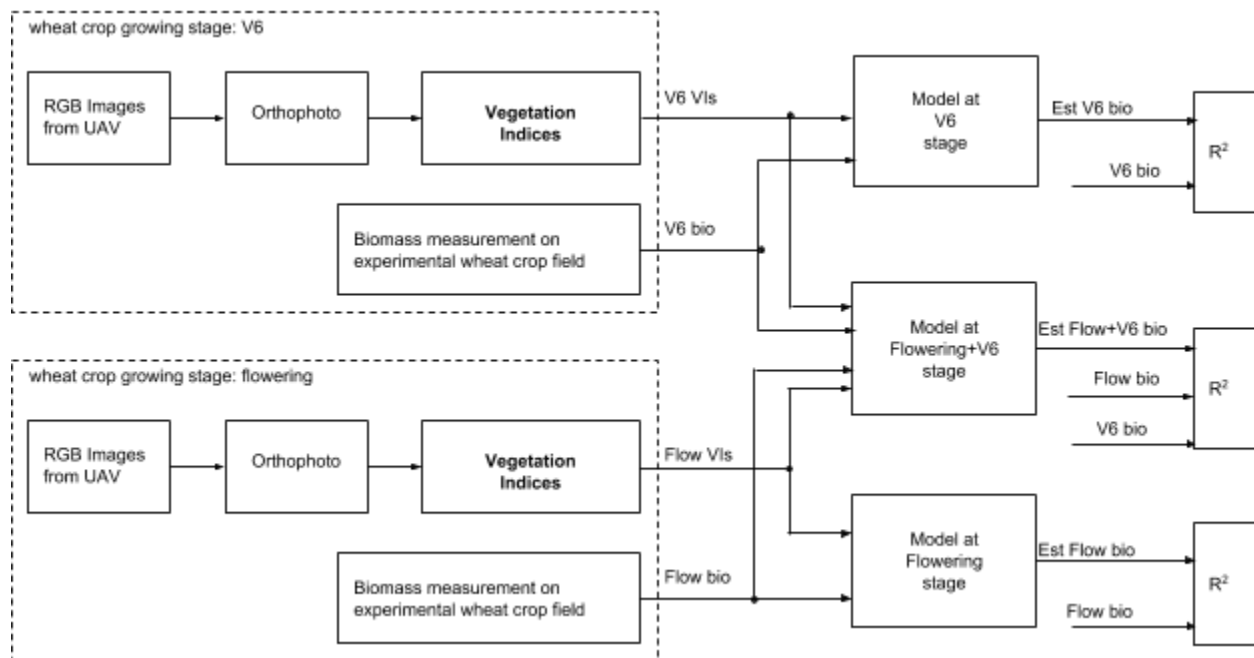 wheat crop growing stage: V6
RGB Images
from UAV
Orthophoto
Vegetation
Indices
V6 VIs
Model at
V6
stage
Est V6 bio
V6 bio
R²
Biomass measurement on
experimental wheat crop field
V6 bio
Model at
Flowering+V6
stage
Est Flow+V6 bio
Flow bio
V6 bio
R²
wheat crop growing stage: flowering
RGB Images
from UAV
Orthophoto
Vegetation
Indices
Flow VIs
Biomass measurement on
experimental wheat crop field
Flow bio
Model at
Flowering
stage
Est Flow bio
Flow bio
R²